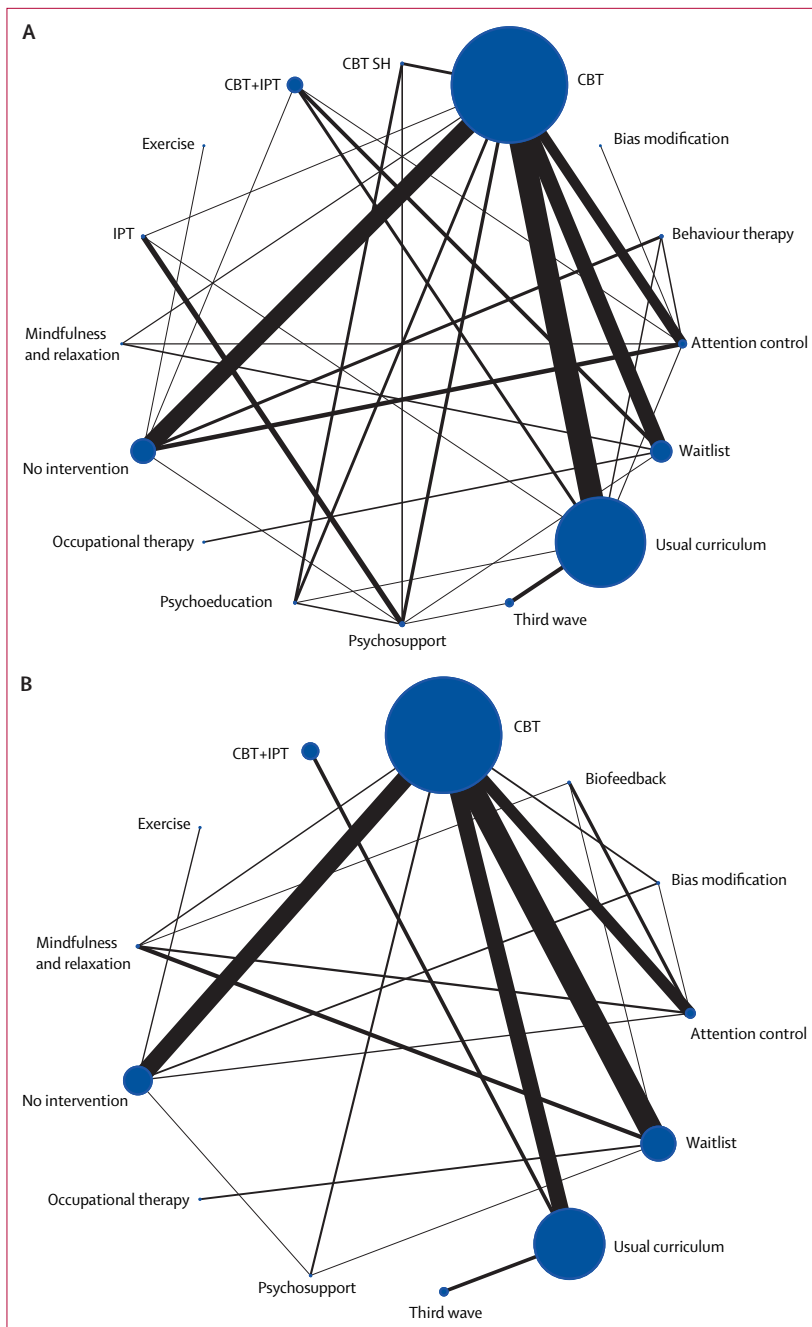 A
CBT SH
CBT
CBT+IPT
Exercise
Bias modification
IPT
Behaviour therapy
Mindfulness
and relaxation
Attention control
No intervention
Waitlist
Occupational therapy
Usual curriculum
Psychoeducation
Third wave
Psychosupport
B
CBT
CBT+IPT
Biofeedback
Exercise
Bias modification
Mindfulness
and relaxation
Attention control
No intervention
Waitlist
Occupational therapy
Usual curriculum
Psychosupport
Third wave